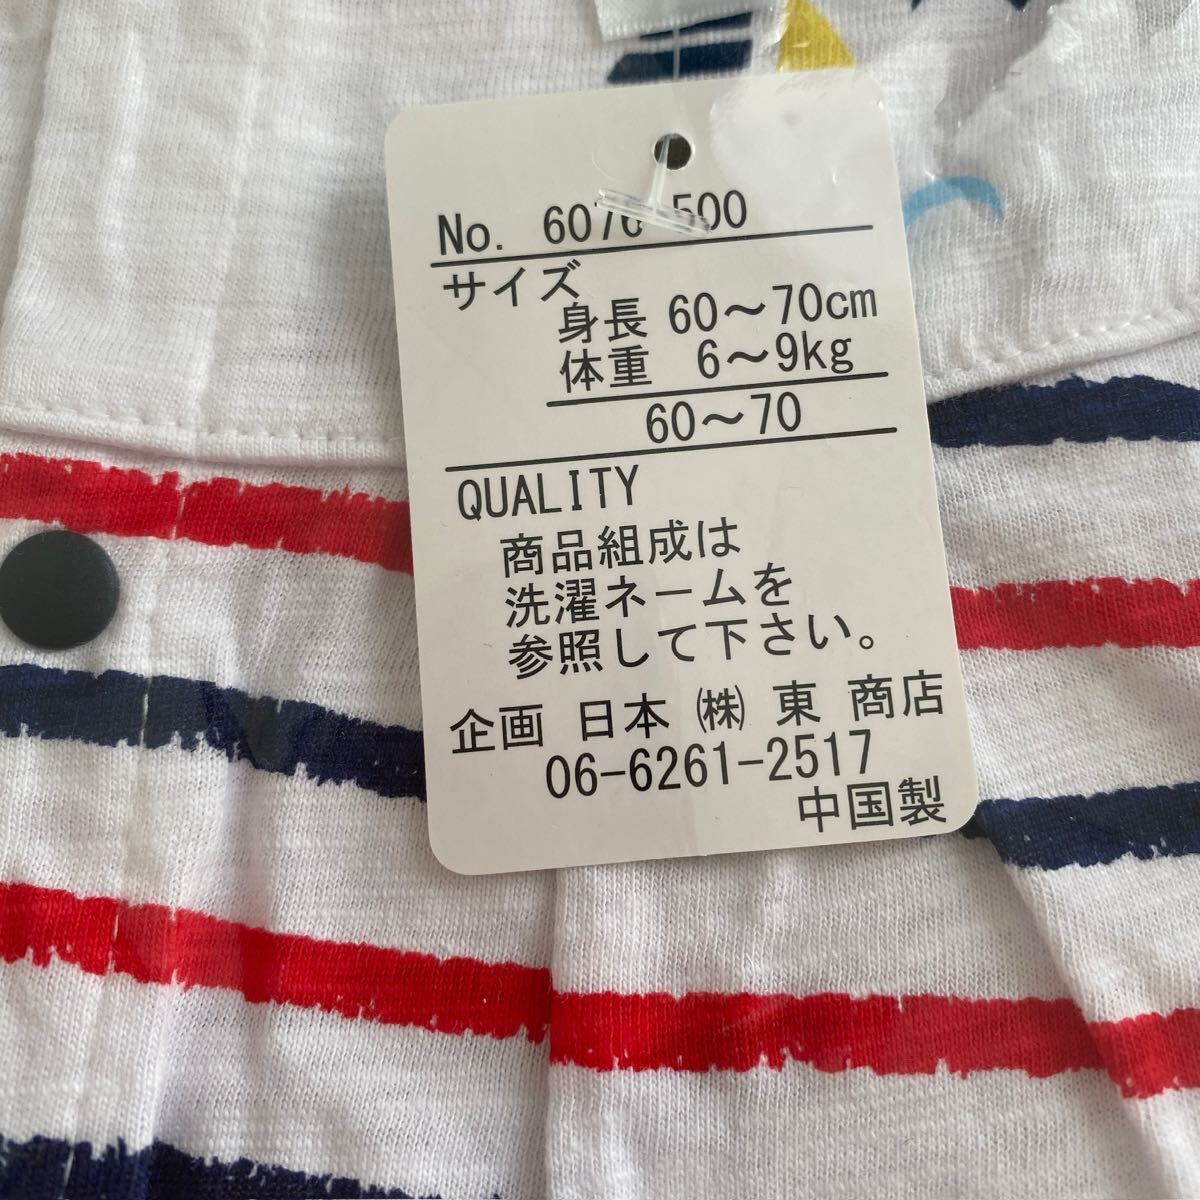 No. 6076-500
サイズ
身長 60～70cm
体重 6～9kg
60～70
QUALITY
商品組成は
洗濯ネームを
参照して下さい。
企画 日本 ㈱ 東 商店
06-6261-2517
中国製